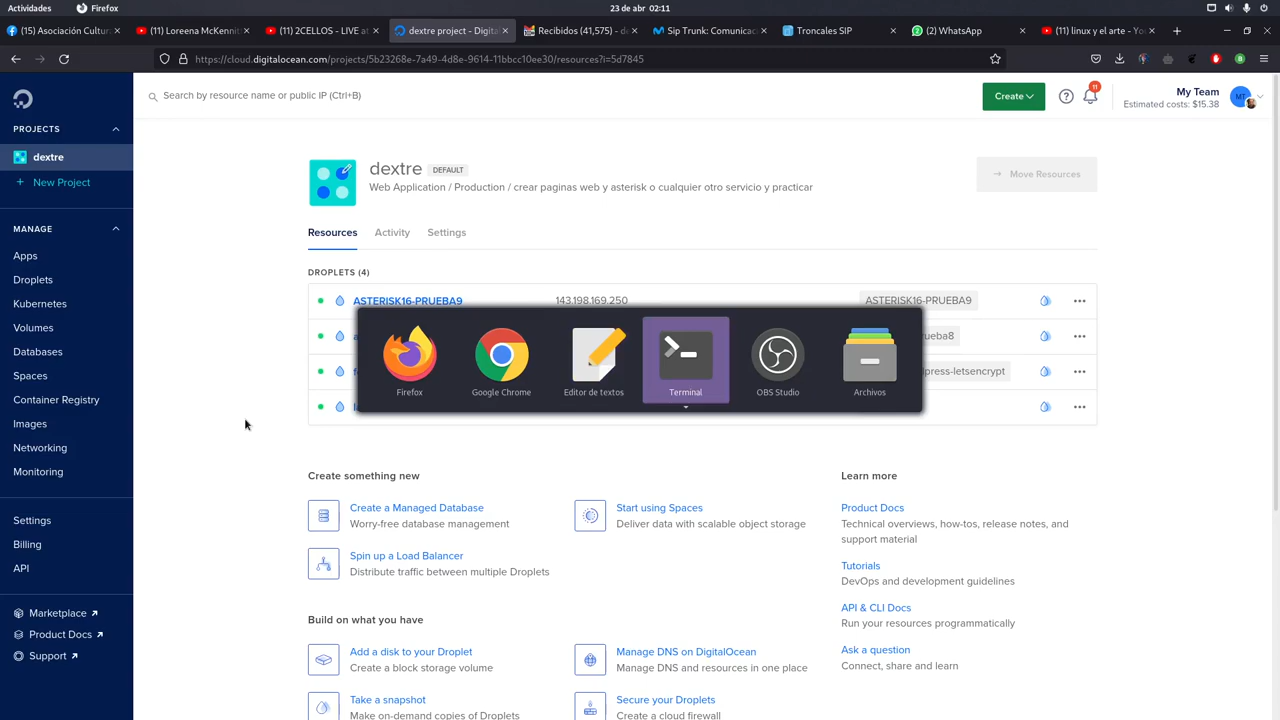 Actividades
Firefox
23 de abr 02:11
(15) Asociación Cultur
(11) Loreena McKennit
(11) 2CELLOS - LIVE at
dextre project - Digita
Recibidos (41,575) - de
Sip Trunk: Comunicac
Troncales SIP
(2) WhatsApp
(11) linux y el arte - Yo
https://cloud.digitalocean.com/projects/5b23268e-7a49-4d8e-9614-11bbcc10ee30/resources?i=5d7845
Search by resource name or public IP (Ctrl+B)
Create
11
My Team
Estimated costs: $15.38
MT
PROJECTS
dextre
+ New Project
MANAGE
Apps
Droplets
Kubernetes
Volumes
Databases
Spaces
Container Registry
Images
Networking
Monitoring
Settings
Billing
API
Marketplace
Product Docs
Support
dextre
DEFAULT
Web Application / Production / crear paginas web y asterisk o cualquier otro servicio y practicar
Move Resources
Resources
Activity
Settings
DROPLETS (4)
ASTERISK16-PRUEBA9
143.198.169.250
ASTERISK16-PRUEBA9
rueba8
lpress-letsencrypt
Firefox
Google Chrome
Editor de textos
Terminal
OBS Studio
Archivos
Create something new
Create a Managed Database
Worry-free database management
Spin up a Load Balancer
Distribute traffic between multiple Droplets
Start using Spaces
Deliver data with scalable object storage
Learn more
Product Docs
Technical overviews, how-tos, release notes, and
support material
Tutorials
DevOps and development guidelines
API & CLI Docs
Run your resources programmatically
Ask a question
Connect, share and learn
Build on what you have
Add a disk to your Droplet
Create a block storage volume
Take a snapshot
Make on-demand copies of Droplets
Manage DNS on DigitalOcean
Manage DNS and resources in one place
Secure your Droplets
Create a cloud firewall